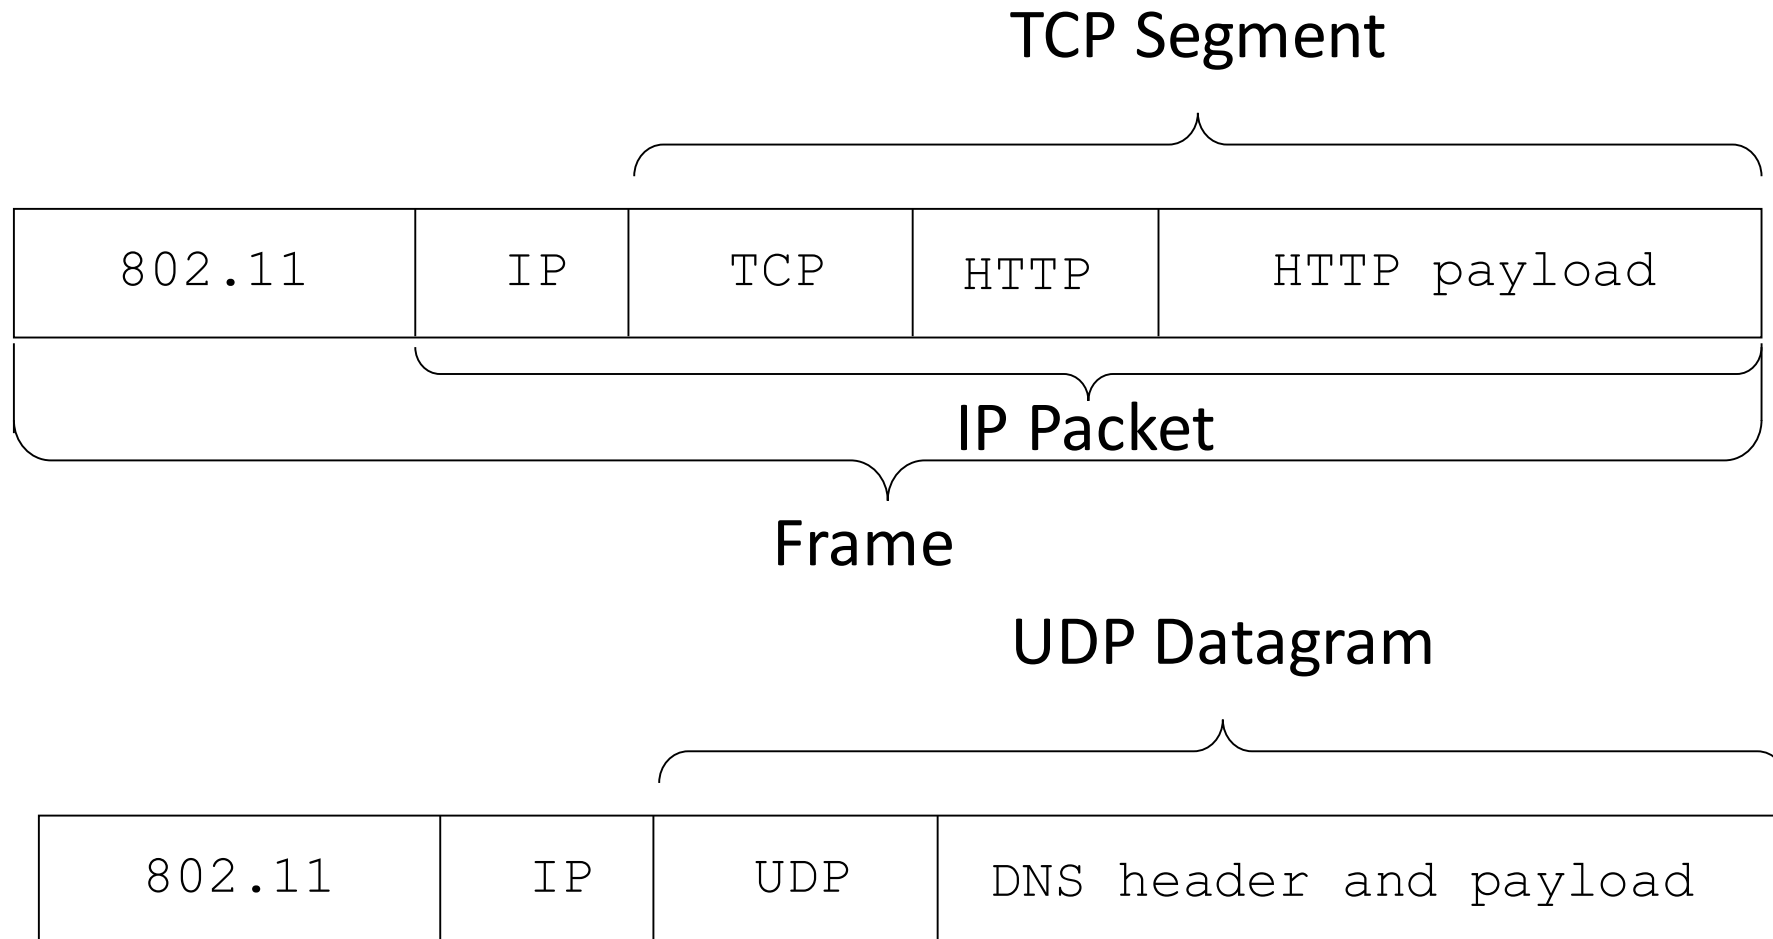 TCP Segment
802.11 IP TCP HTTP HTTP payload
IP Packet
Frame
UDP Datagram
802.11 IP UDP DNS header and payload